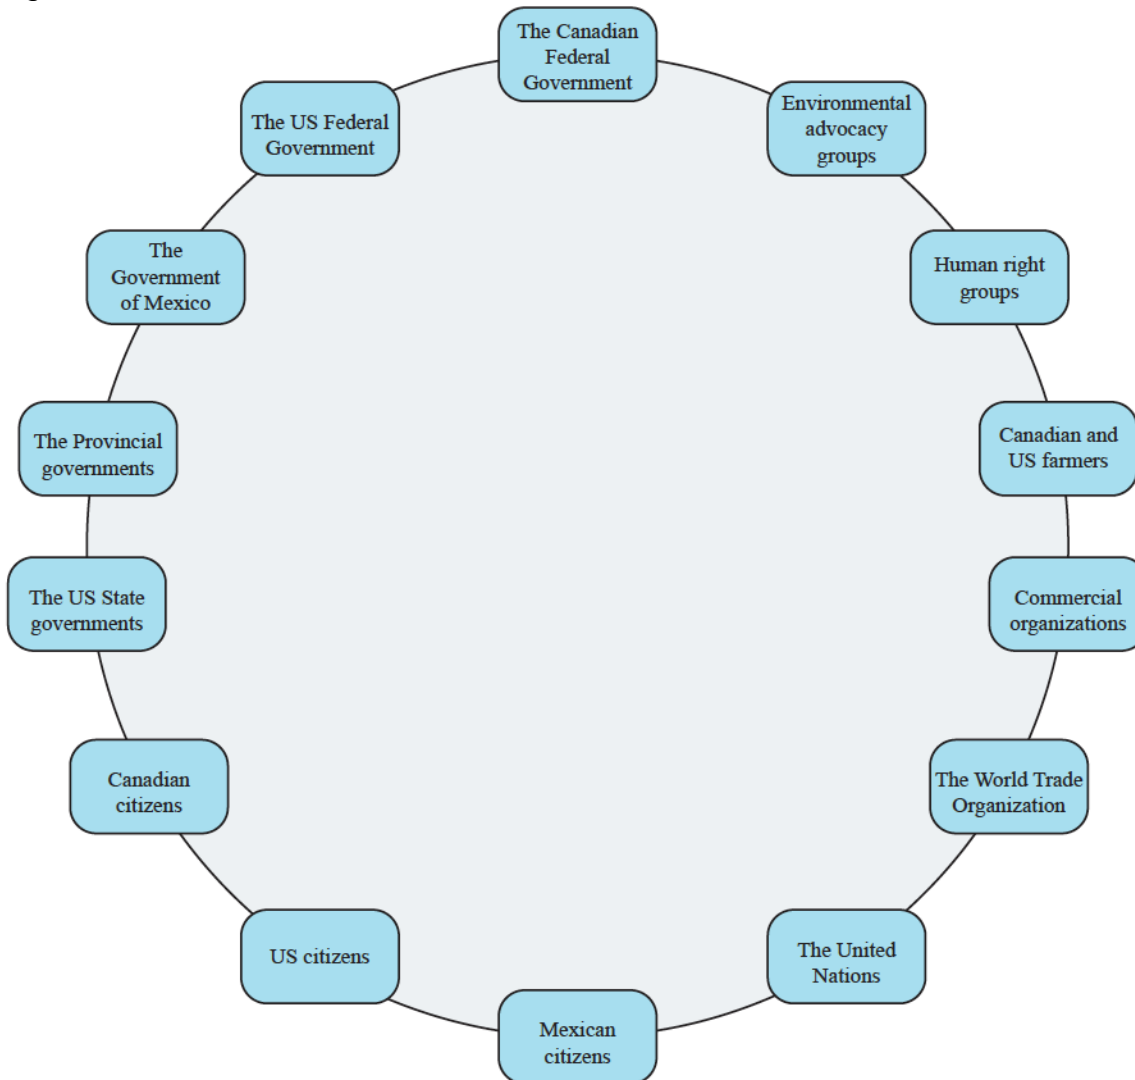 The Canadian
Federal
Government
Environmental
advocacy
groups
Human right
groups
Canadian and
US farmers
Commercial
organizations
The World Trade
Organization
The United
Nations
Mexican
citizens
US citizens
Canadian
citizens
The US State
governments
The Provincial
governments
The
Government
of Mexico
The US Federal
Government